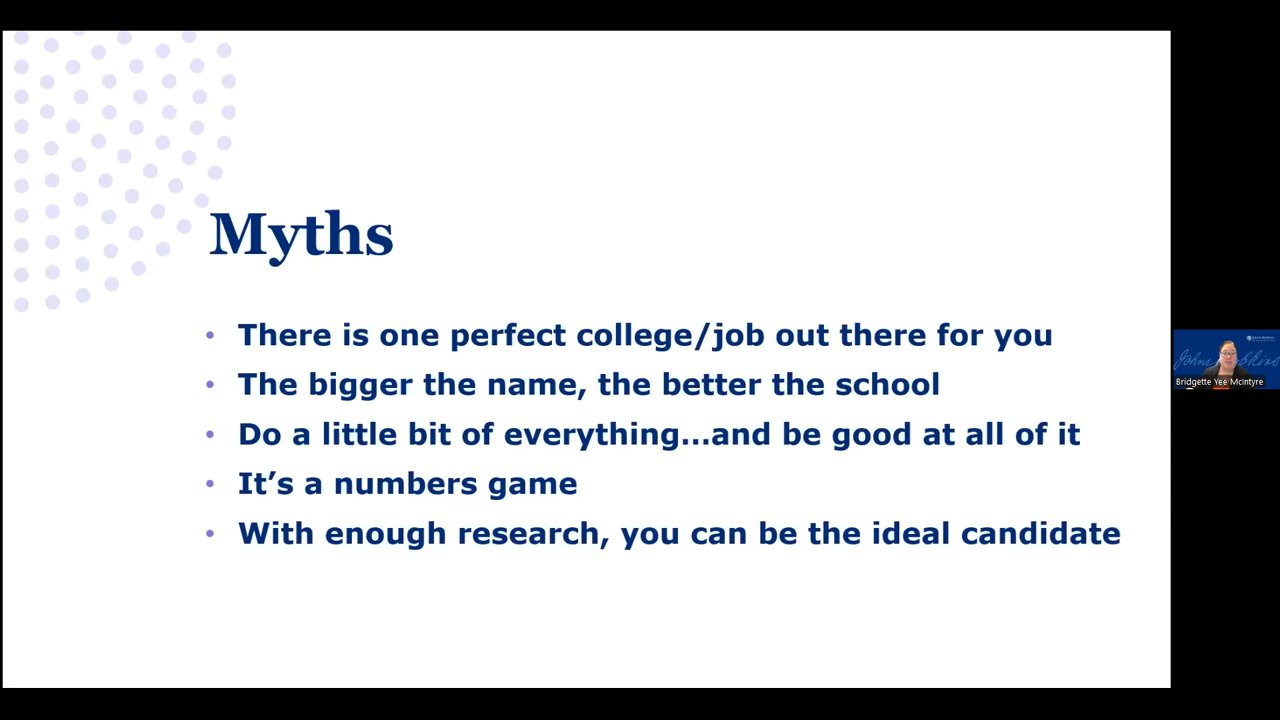 Myths
• There is one perfect college/job out there for you
• The bigger the name, the better the school
• Do a little bit of everything...and be good at all of it
• It’s a numbers game
• With enough research, you can be the ideal candidate
Bridgette Yee McIntyre